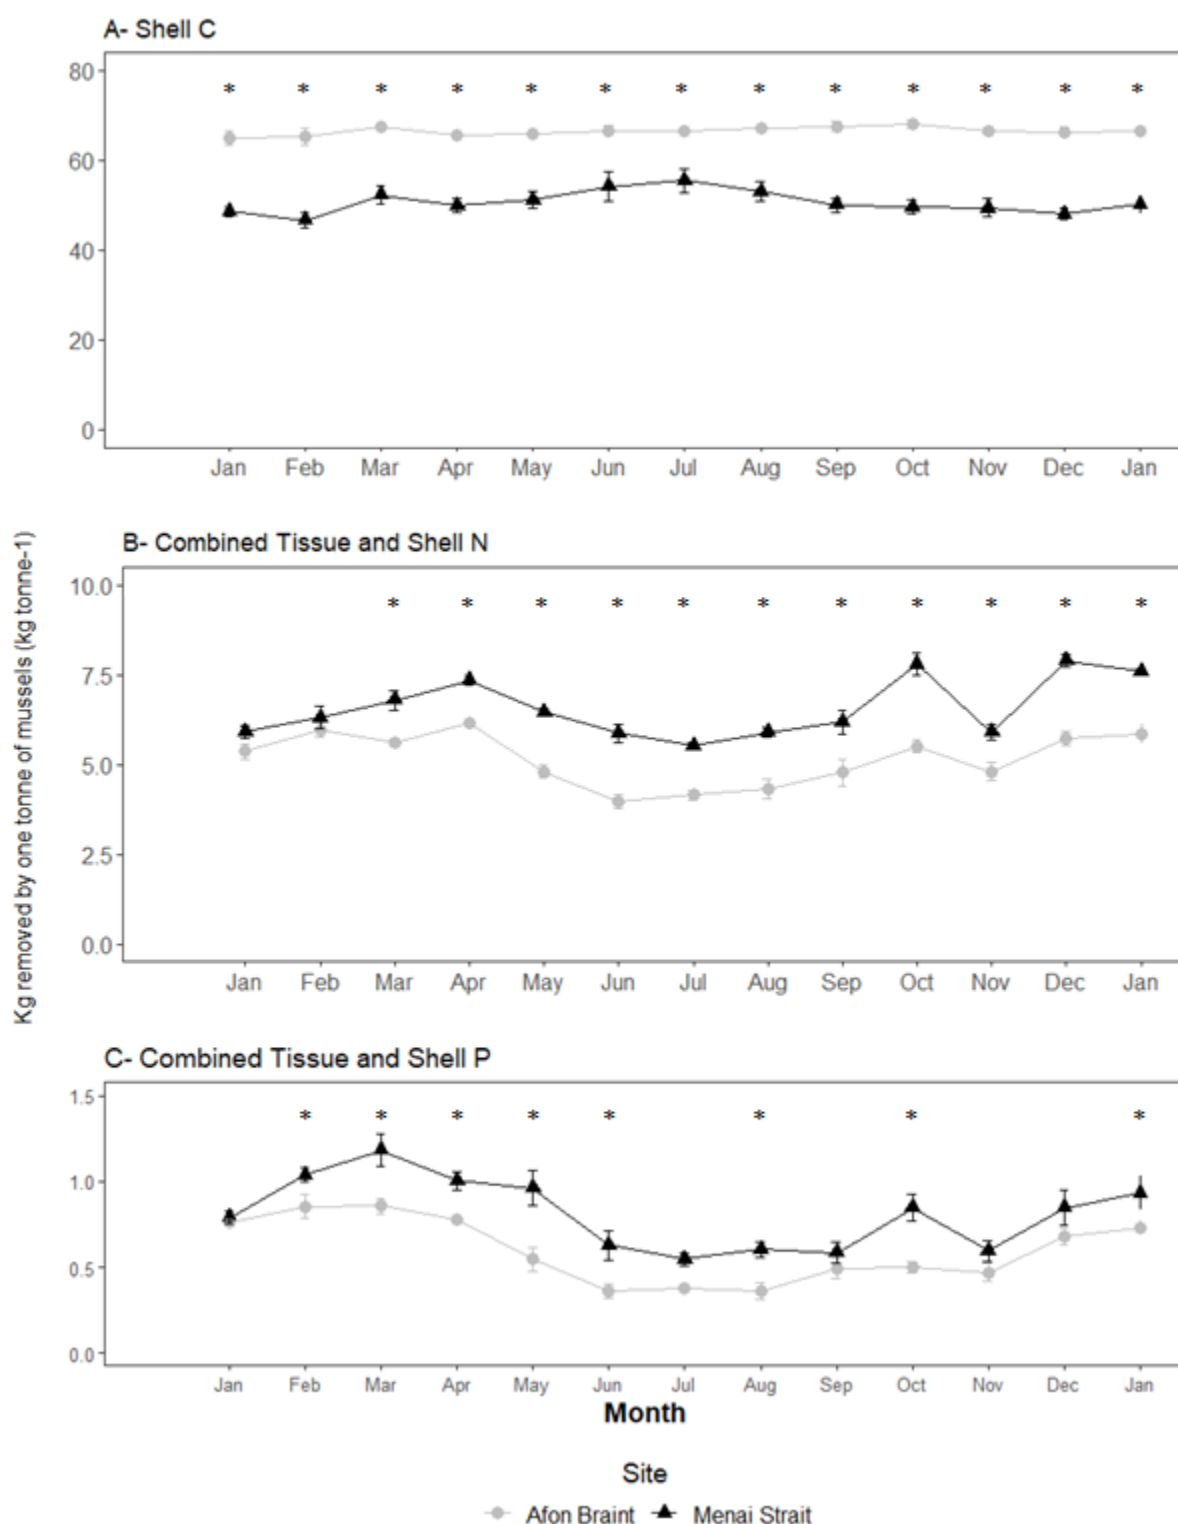 A- Shell C
80
* * * * * * * * * * * * *
60
40
20
0
Jan Feb Mar Apr May Jun Jul Aug Sep Oct Nov Dec Jan
Kg removed by one tonne of mussels (kg tonne-1)
B- Combined Tissue and Shell N
10.0
* * * * * * * * * * *
7.5
5.0
2.5
0.0
Jan Feb Mar Apr May Jun Jul Aug Sep Oct Nov Dec Jan
C- Combined Tissue and Shell P
1.5
* * * * * * * *
1.0
0.5
0.0
Jan Feb Mar Apr May Jun Jul Aug Sep Oct Nov Dec Jan
Month
Site
Afon Braint Menai Strait